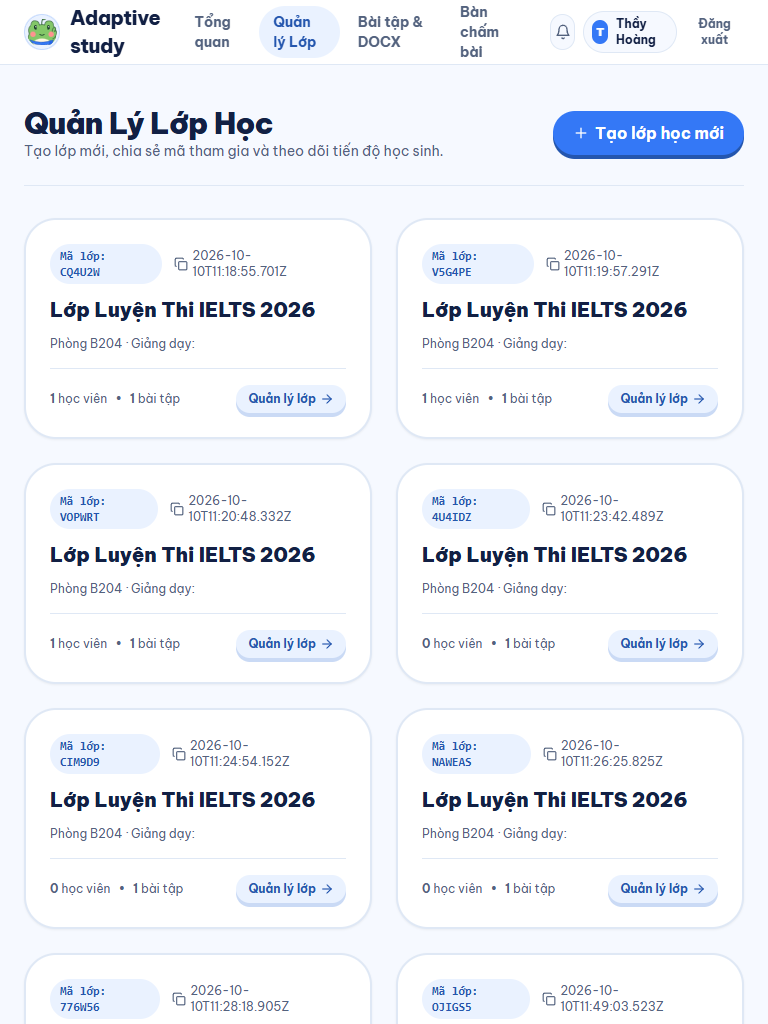 Adaptive
study
Tổng
quan
Quản
lý Lớp
Bài tập &
DOCX
Bàn
chấm
bài
T
Thầy
Hoàng
Đăng
xuất
Quản Lý Lớp Học
Tạo lớp mới, chia sẻ mã tham gia và theo dõi tiến độ học sinh.
+ Tạo lớp học mới
Mã lớp:
CQ4U2W
2026-10-
10T11:18:55.701Z
Lớp Luyện Thi IELTS 2026
Phòng B204 · Giảng dạy:
1 học viên • 1 bài tập
Quản lý lớp →
Mã lớp:
V5G4PE
2026-10-
10T11:19:57.291Z
Lớp Luyện Thi IELTS 2026
Phòng B204 · Giảng dạy:
1 học viên • 1 bài tập
Quản lý lớp →
Mã lớp:
VOPWRT
2026-10-
10T11:20:48.332Z
Lớp Luyện Thi IELTS 2026
Phòng B204 · Giảng dạy:
1 học viên • 1 bài tập
Quản lý lớp →
Mã lớp:
4U4IDZ
2026-10-
10T11:23:42.489Z
Lớp Luyện Thi IELTS 2026
Phòng B204 · Giảng dạy:
0 học viên • 1 bài tập
Quản lý lớp →
Mã lớp:
CIM9D9
2026-10-
10T11:24:54.152Z
Lớp Luyện Thi IELTS 2026
Phòng B204 · Giảng dạy:
0 học viên • 1 bài tập
Quản lý lớp →
Mã lớp:
NAWEAS
2026-10-
10T11:26:25.825Z
Lớp Luyện Thi IELTS 2026
Phòng B204 · Giảng dạy:
0 học viên • 1 bài tập
Quản lý lớp →
Mã lớp:
776W56
2026-10-
10T11:28:18.905Z
Mã lớp:
OJIGS5
2026-10-
10T11:49:03.523Z